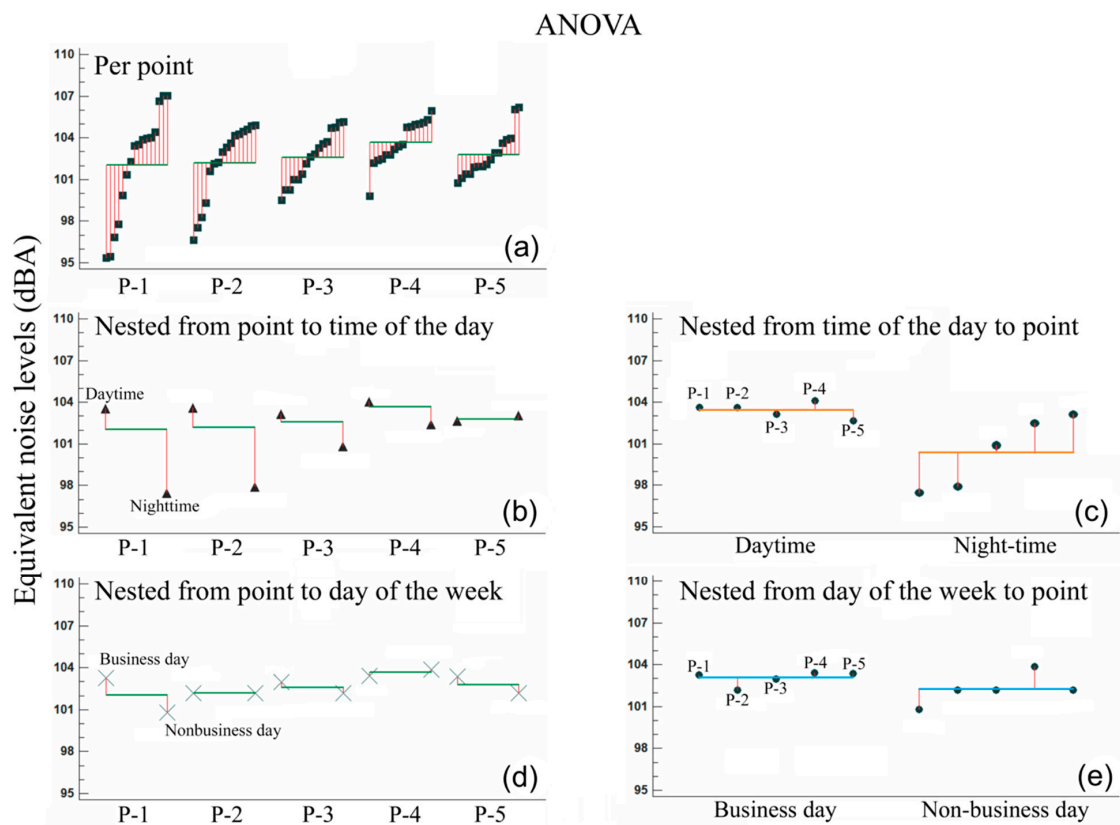 ANOVA
Equivalent noise levels (dBA)
Per point
110
107
104
101
98
95
(a)
P-1 P-2 P-3 P-4 P-5
Nested from point to time of the day
110
107
104
101
98
95
Daytime
Nighttime
(b)
P-1 P-2 P-3 P-4 P-5
Nested from time of the day to point
110
107
104
101
98
95
P-1 P-2 P-3 P-4 P-5
(c)
Daytime Night-time
Nested from point to day of the week
110
107
104
101
98
95
Business day
Nonbusiness day
(d)
P-1 P-2 P-3 P-4 P-5
Nested from day of the week to point
110
107
104
101
98
95
P-1 P-2 P-3 P-4 P-5
(e)
Business day Non-business day